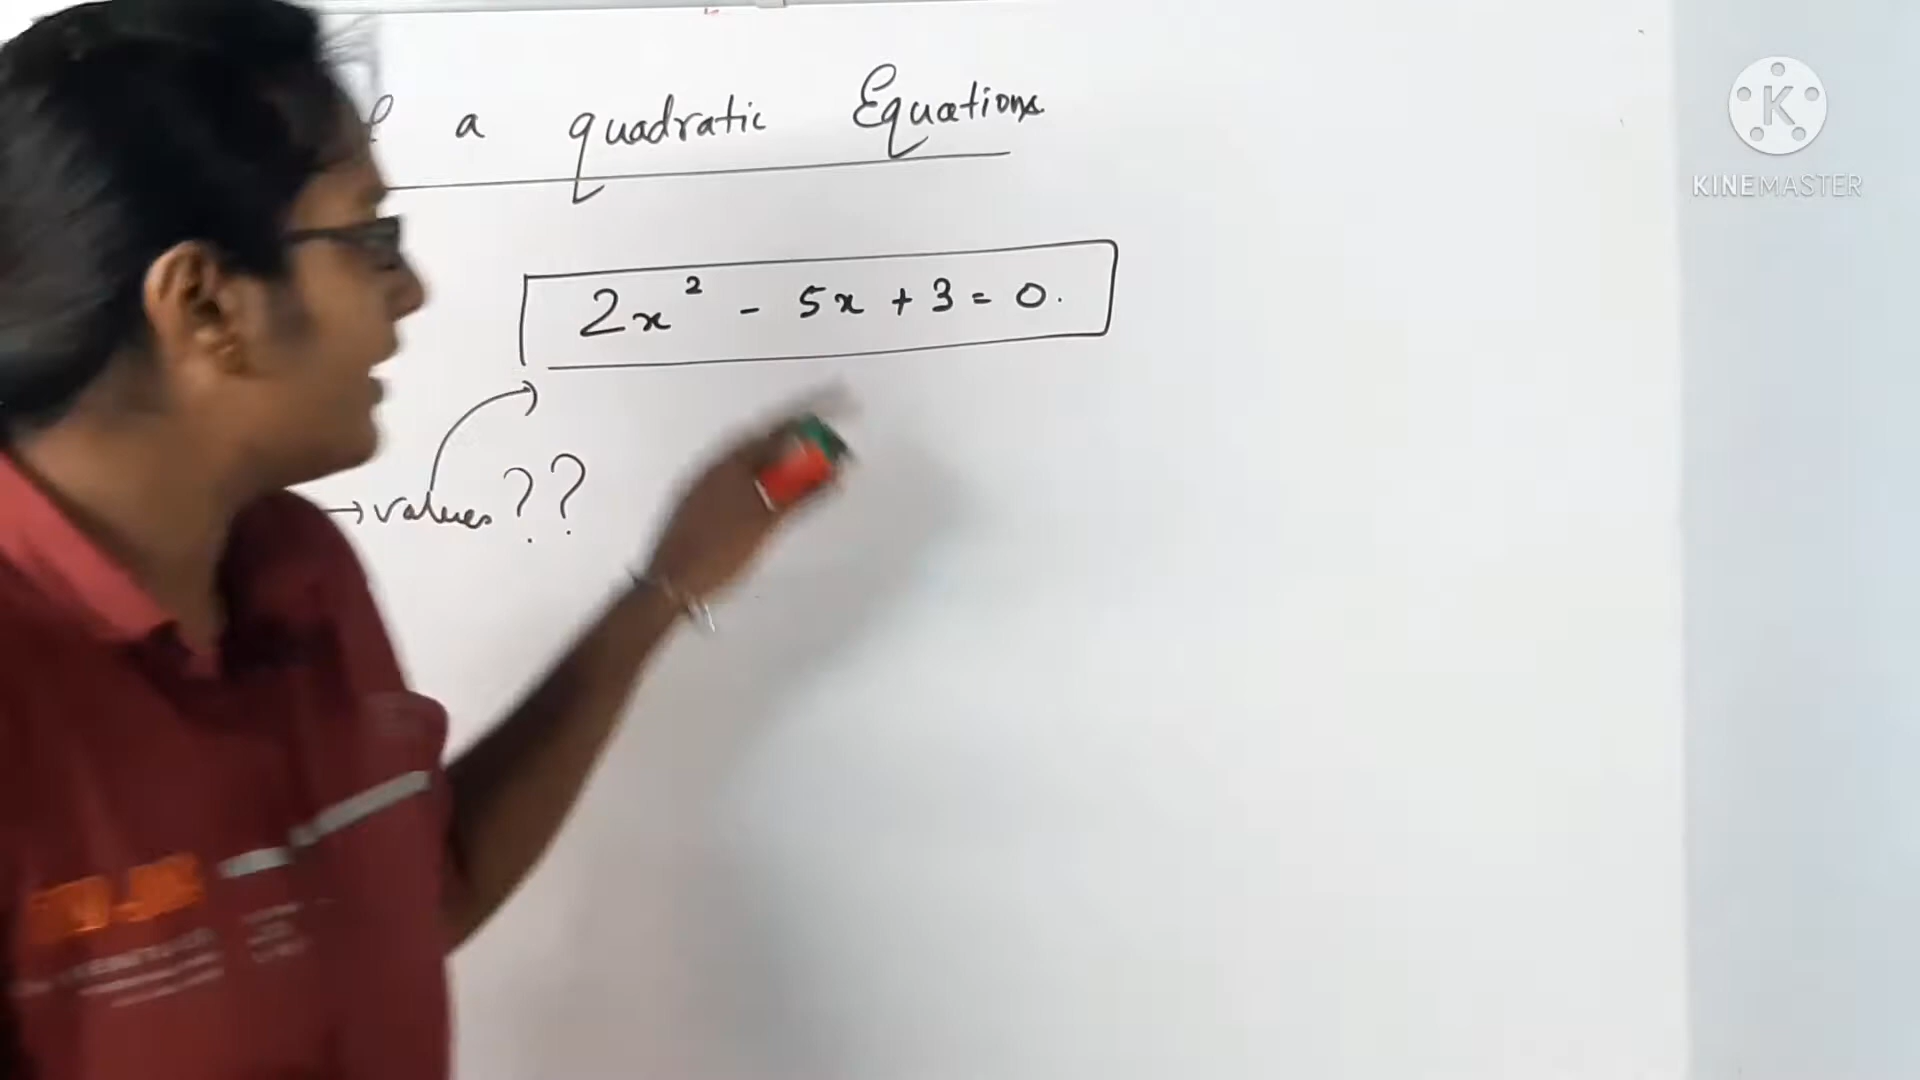 a quadratic Equations.
2x² - 5x + 3 = 0.
→ values ??
KINEMASTER